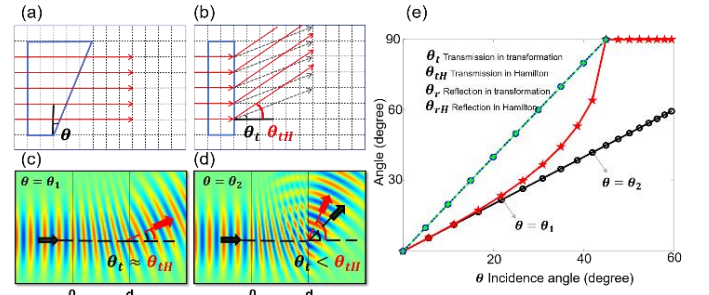 (a)
(b)
(e)
θ
θt θtH
(c)
(d)
θ = θ1
θt ≈ θtH
θ = θ2
θt < θtH
0 d
0 d
90
60
30
Angle (degree)
θt Transmission in transformation
θtH Transmission in Hamilton
θr Reflection in transformation
θrH Reflection in Hamilton
θ = θ2
θ = θ1
0 20 40 60
θ Incidence angle (degree)